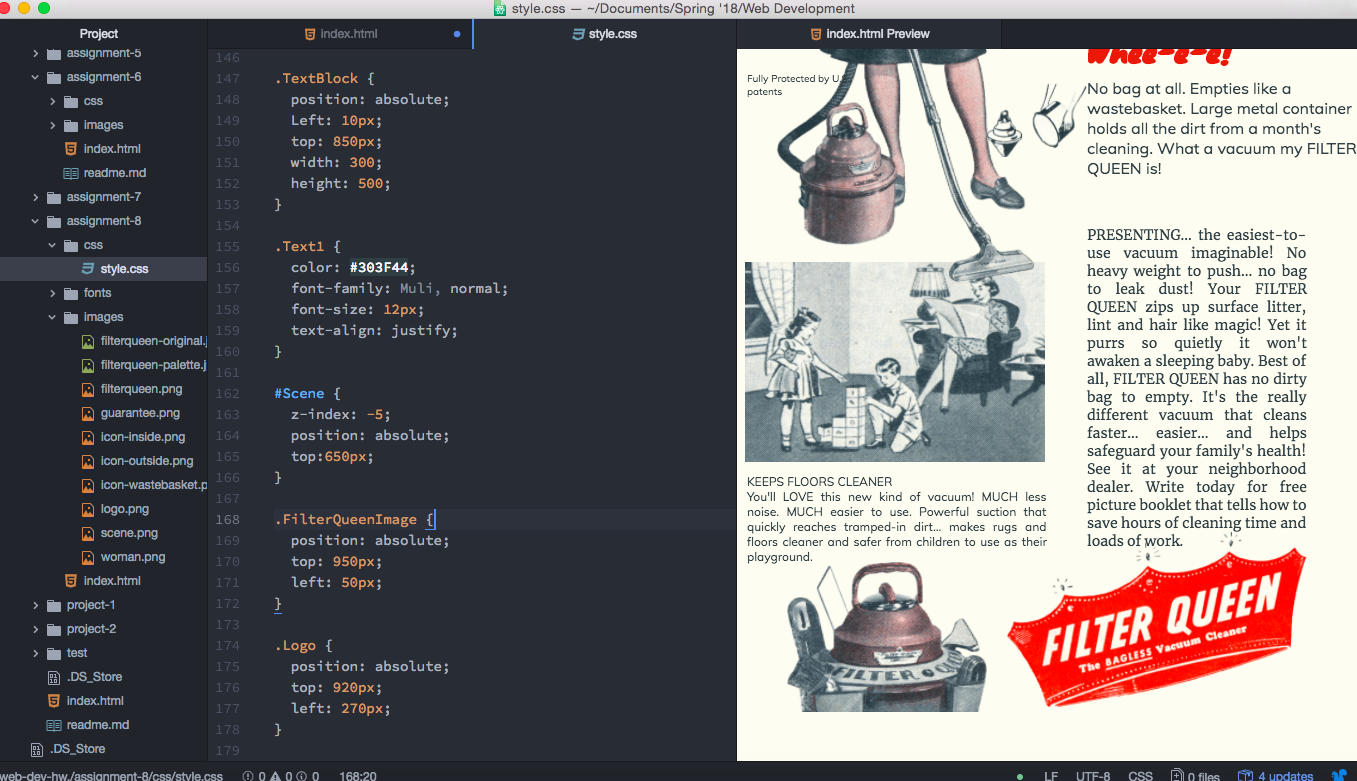 style.css — ~/Documents/Spring '18/Web Development
Project
assignment-5
assignment-6
css
images
index.html
readme.md
assignment-7
assignment-8
css
style.css
fonts
images
filterqueen-original.j
filterqueen-palette.j
filterqueen.png
guarantee.png
icon-inside.png
icon-outside.png
icon-wastebasket.p
logo.png
scene.png
woman.png
index.html
project-1
project-2
test
.DS_Store
index.html
readme.md
.DS_Store
index.html
style.css
146
147 .TextBlock {
148 position: absolute;
149 Left: 10px;
150 top: 850px;
151 width: 300;
152 height: 500;
153 }
154
155 .Text1 {
156 color: #303F44;
157 font-family: Muli, normal;
158 font-size: 12px;
159 text-align: justify;
160 }
161
162 #Scene {
163 z-index: -5;
164 position: absolute;
165 top:650px;
166 }
167
168 .FilterQueenImage {
169 position: absolute;
170 top: 950px;
171 left: 50px;
172 }
173
174 .Logo {
175 position: absolute;
176 top: 920px;
177 left: 270px;
178 }
179
index.html Preview
Fully Protected by U.S.
patents
Whee-e-e!
No bag at all. Empties like a
wastebasket. Large metal container
holds all the dirt from a month's
cleaning. What a vacuum my FILTER
QUEEN is!
PRESENTING... the easiest-to-
use vacuum imaginable! No
heavy weight to push... no bag
to leak dust! Your FILTER
QUEEN zips up surface litter,
lint and hair like magic! Yet it
purrs so quietly it won't
awaken a sleeping baby. Best of
all, FILTER QUEEN has no dirty
bag to empty. It's the really
different vacuum that cleans
faster... easier... and helps
safeguard your family's health!
See it at your neighborhood
dealer. Write today for free
picture booklet that tells how to
save hours of cleaning time and
loads of work.
KEEPS FLOORS CLEANER
You'll LOVE this new kind of vacuum! MUCH less
noise. MUCH easier to use. Powerful suction that
quickly reaches tramped-in dirt... makes rugs and
floors cleaner and safer from children to use as their
playground.
FILTER QUEEN
FILTER QUEEN
The BAGLESS Vacuum Cleaner
web-dev-hw./assignment-8/css/style.css 0 0 0 168:20
LF UTF-8 CSS 0 files 4 updates